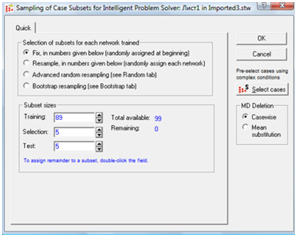 Sampling of Case Subsets for Intelligent Problem Solver: Лист1 in Imported3.stw
Quick
Selection of subsets for each network trained
Fix, in numbers given below (randomly assigned at beginning)
Resample, in numbers given below (randomly assign each network)
Advanced random resampling (see Random tab)
Bootstrap resampling (see Bootstrap tab)
Subset sizes
Training: 89 Total available: 99
Selection: 5 Remaining: 0
Test: 5
To assign remainder to a subset, double-click the field.
OK
Cancel
Pre-select cases using
complex conditions
Select cases
MD Deletion
Casewise
Mean
substitution